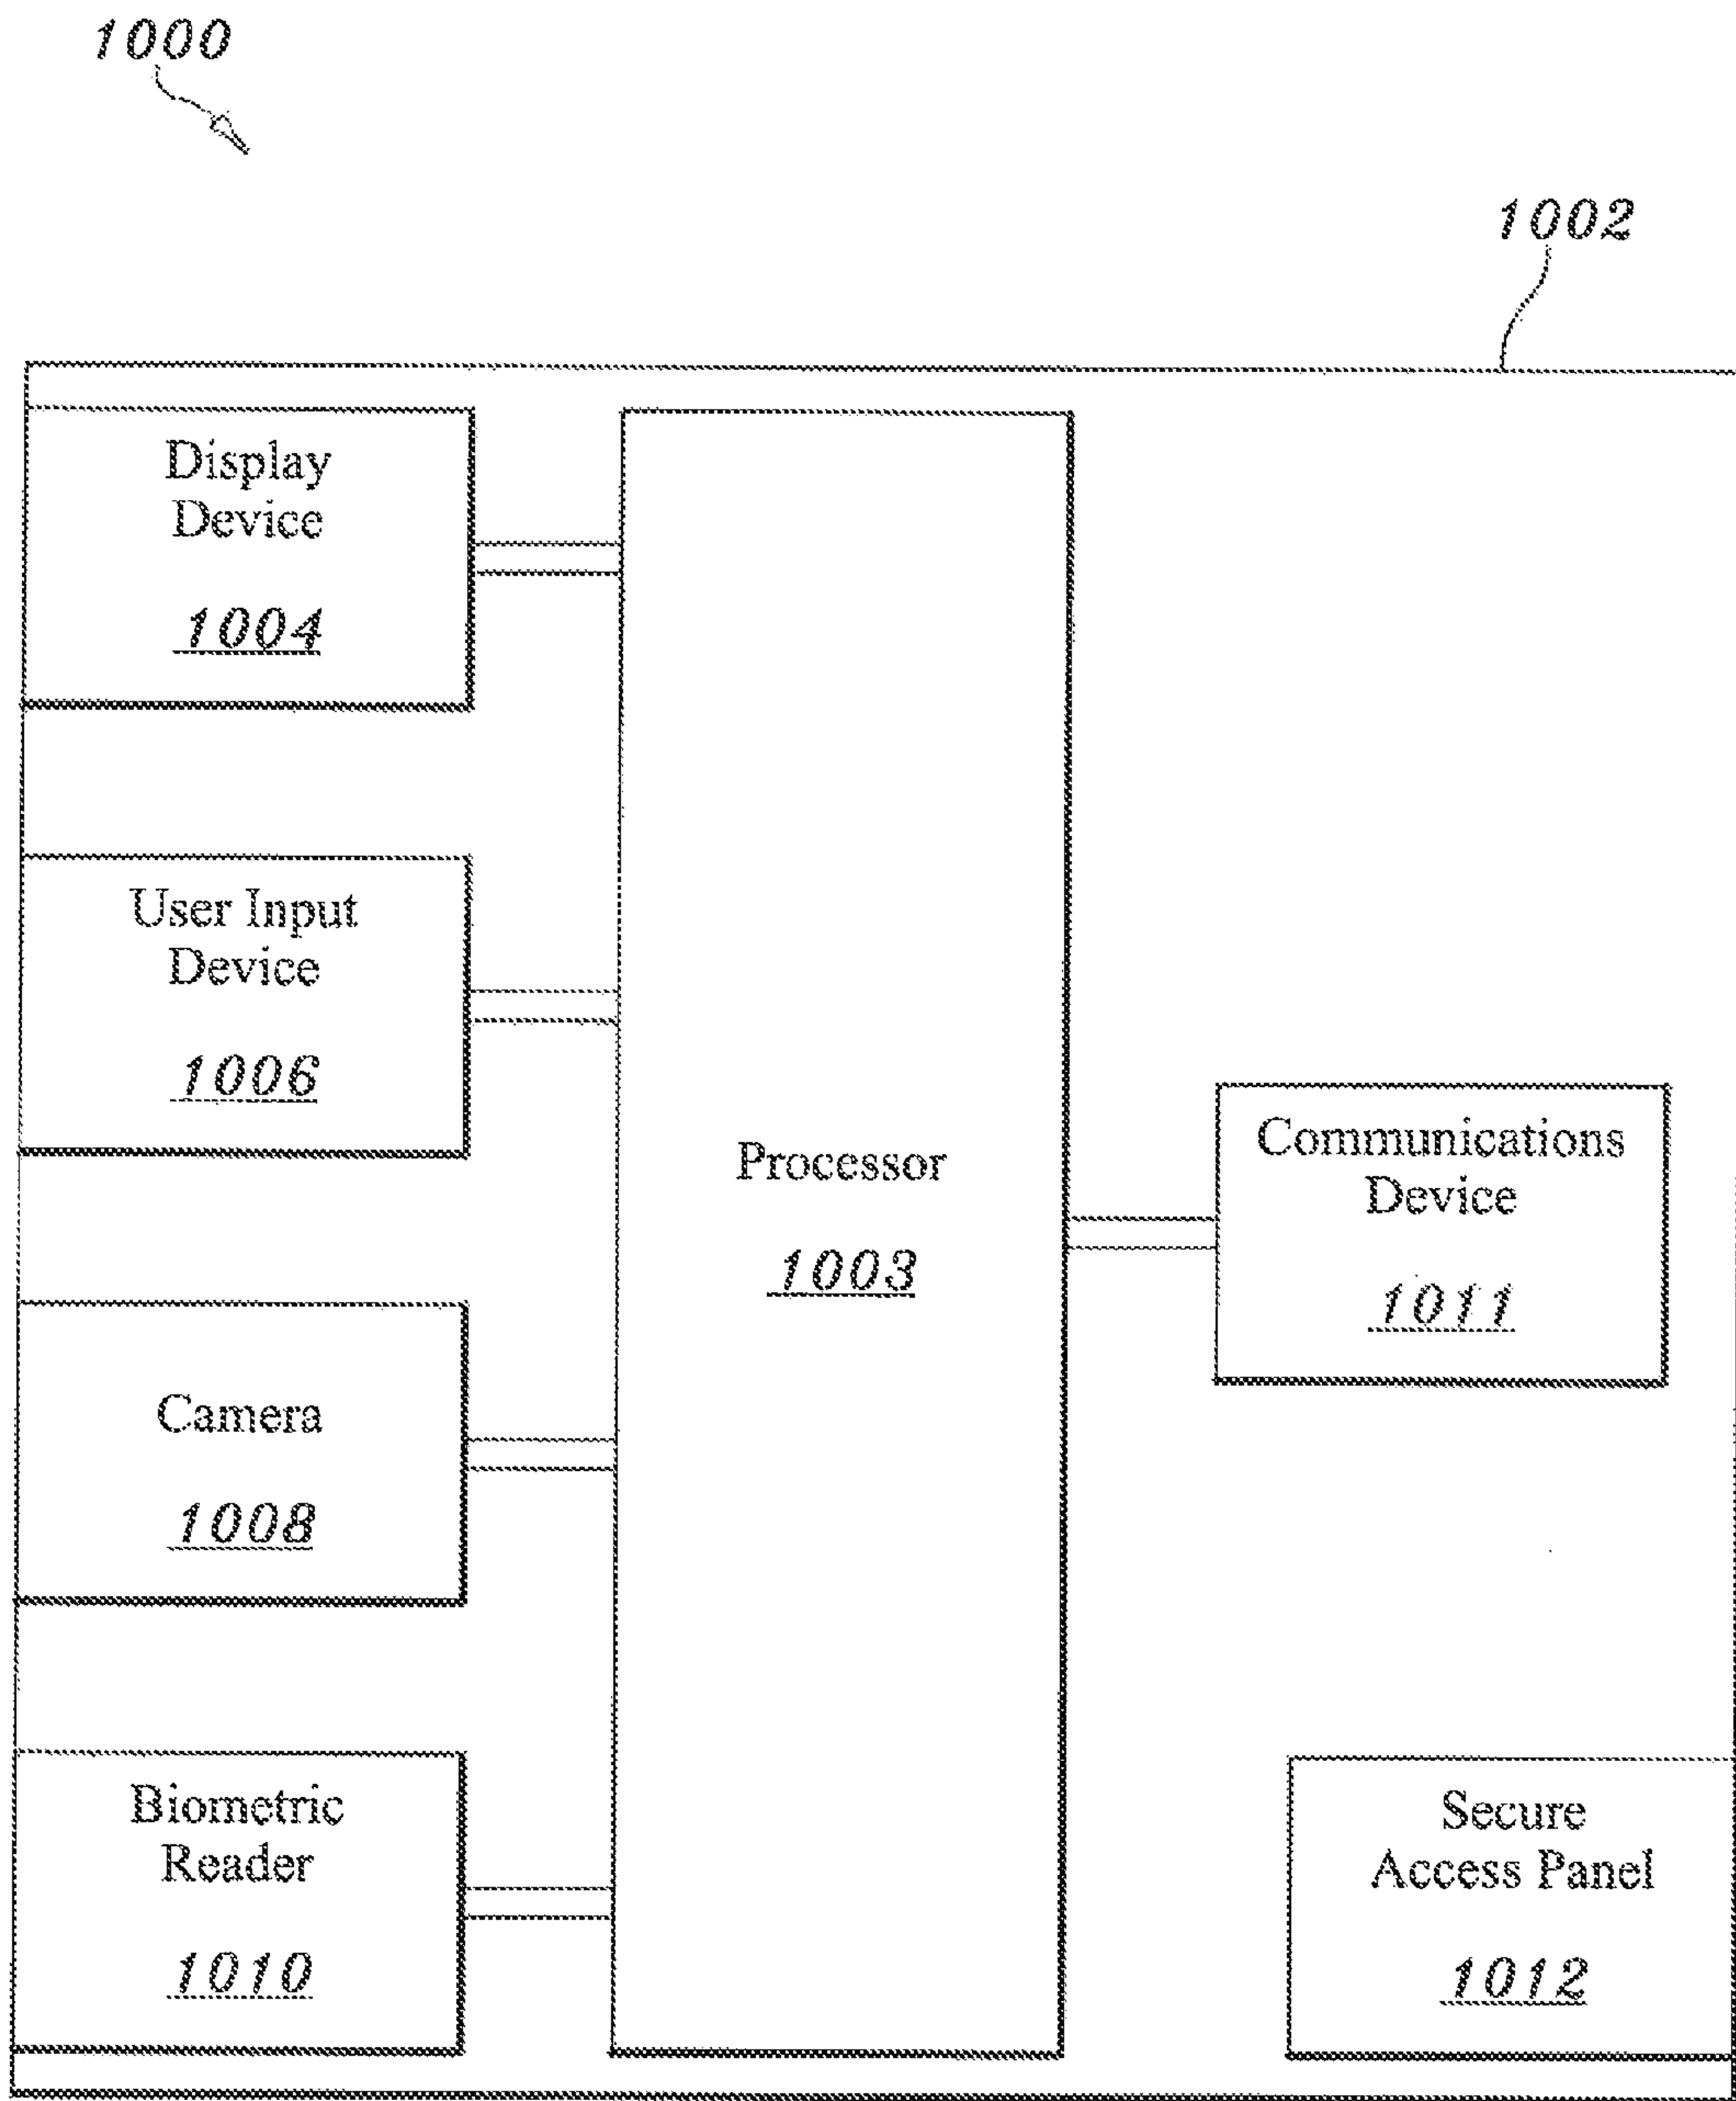 1000
1002
Display
Device
1004
User Input
Device
1006
Camera
1008
Biometric
Reader
1010
Processor
1003
Communications
Device
1011
Secure
Access Panel
1012